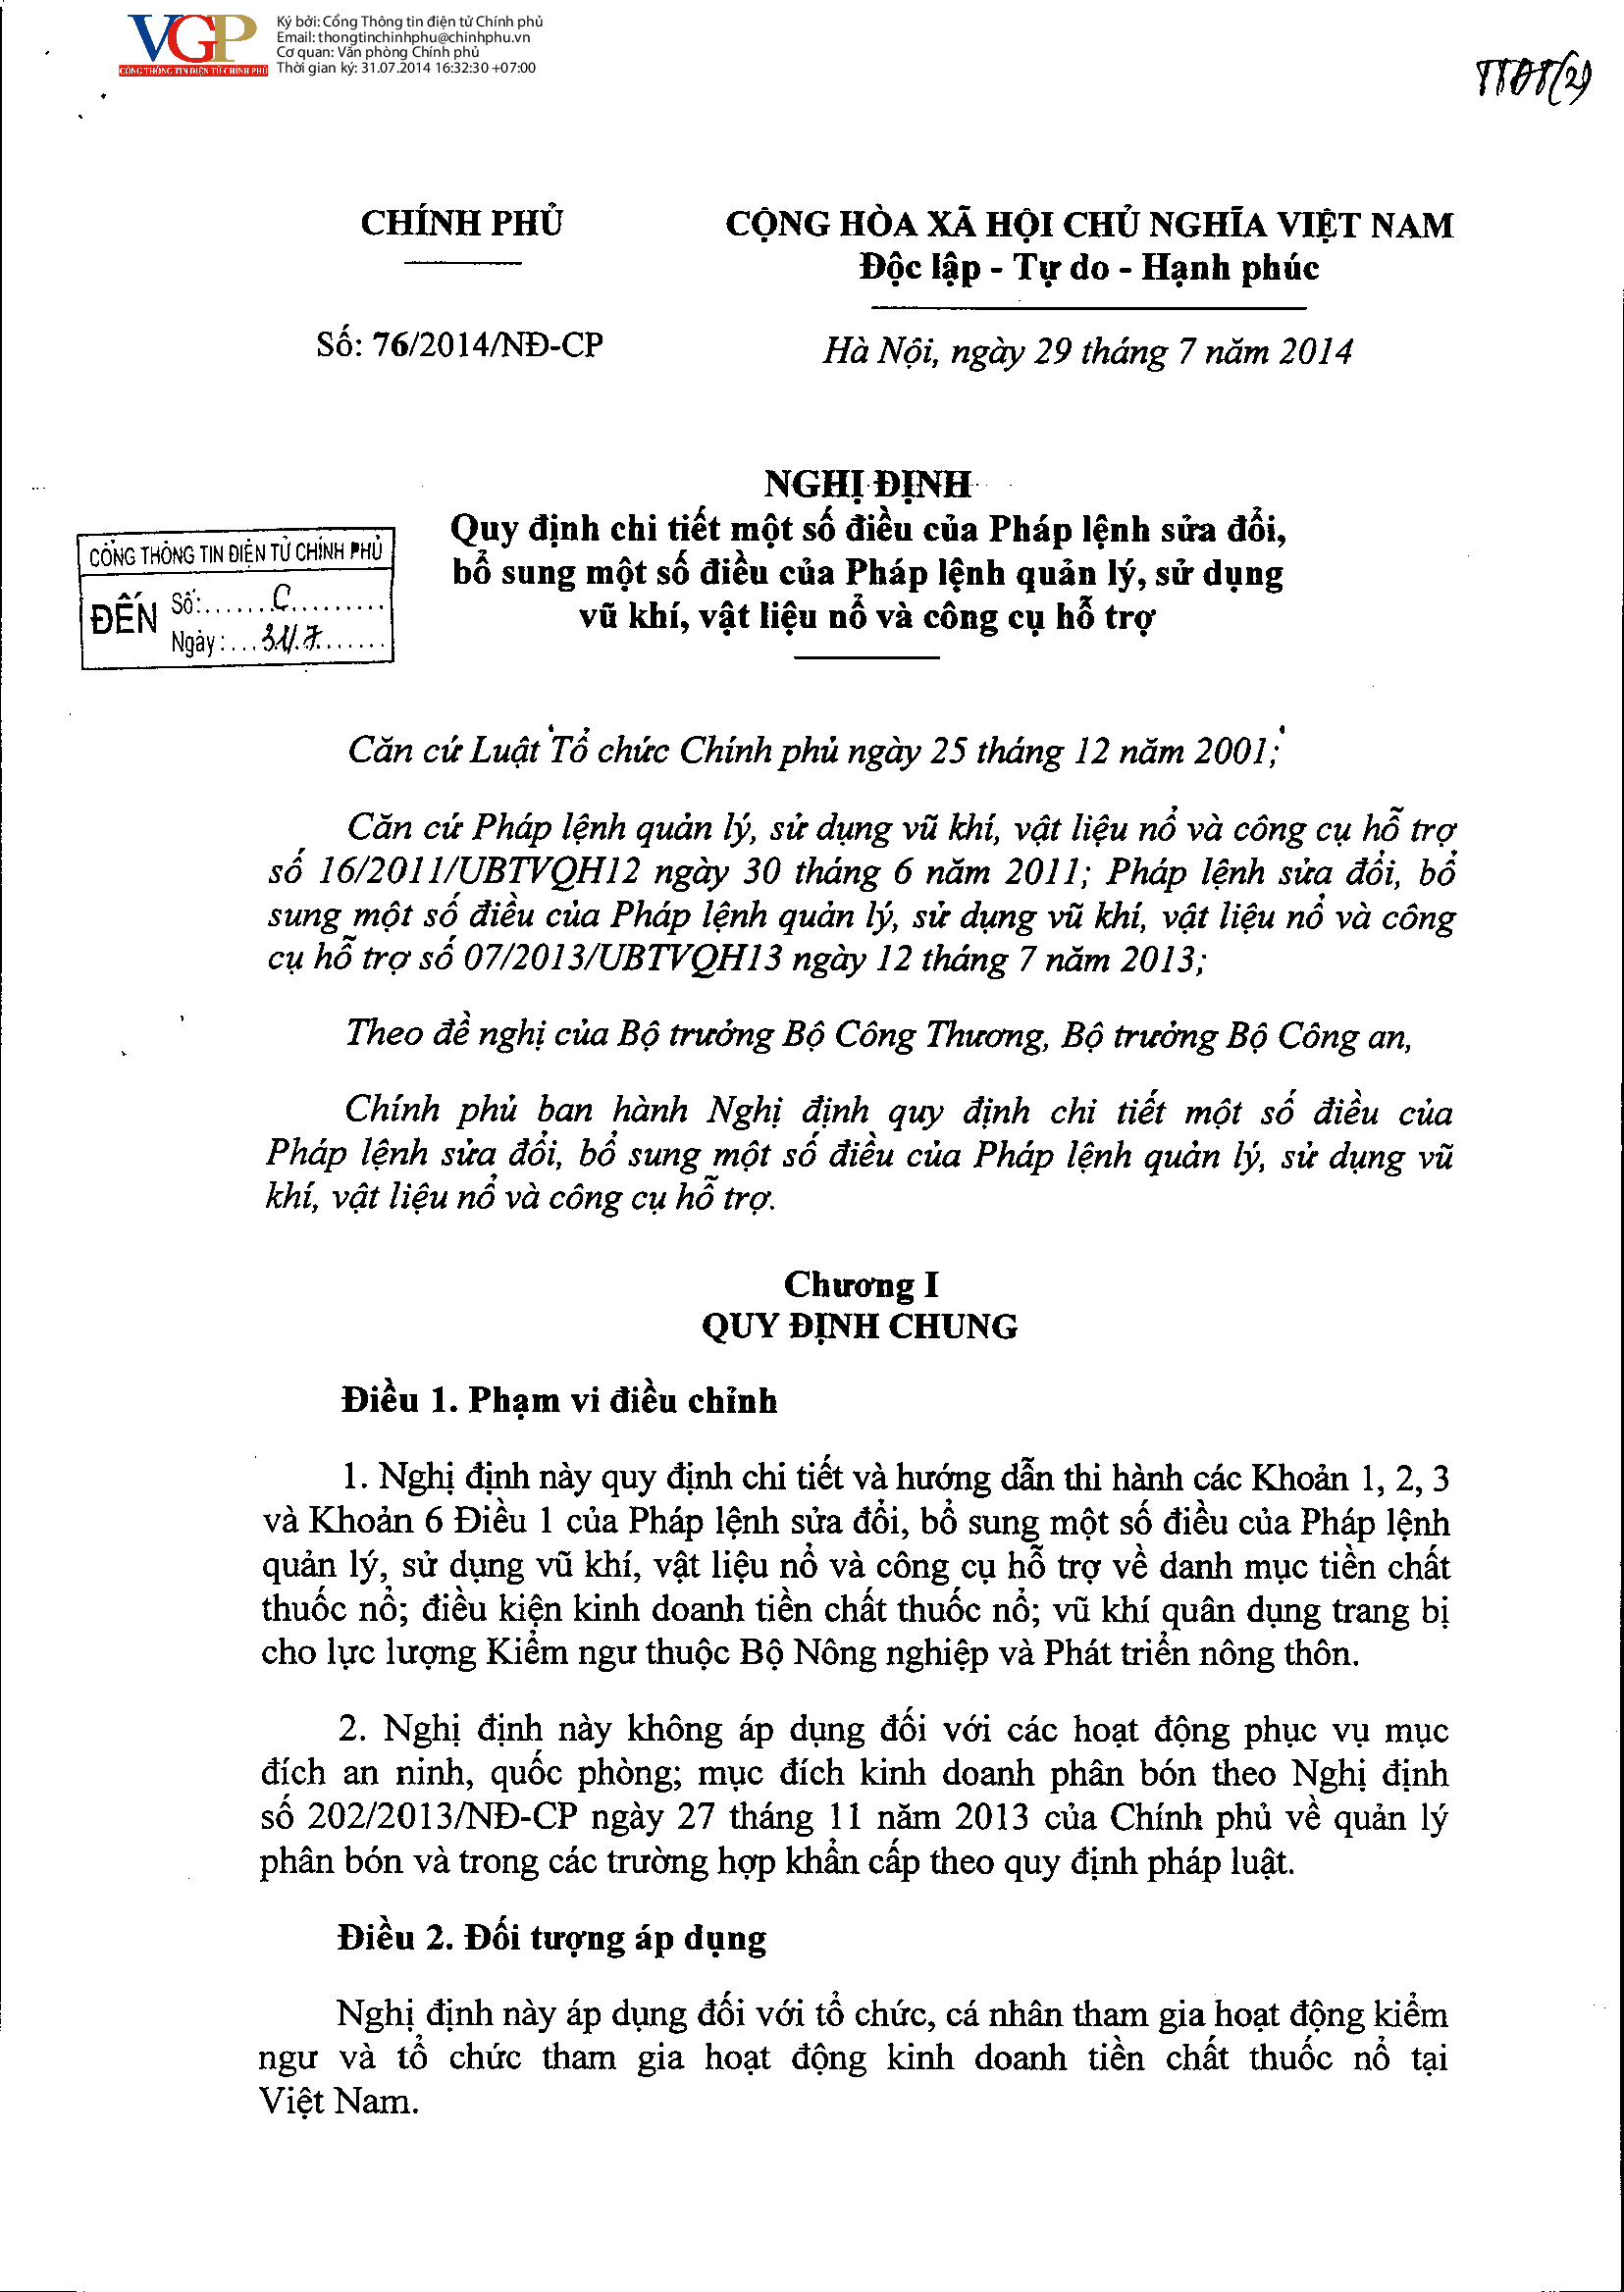 VGP
CỔNG THÔNG TIN ĐIỆN TỬ CHÍNH PHỦ
Ký bởi: Cổng Thông tin điện tử Chính phủ
Email: thongtinchinhphu@chinhphu.vn
Cơ quan: Văn phòng Chính phủ
Thời gian ký: 31.07.2014 16:32:30 +07:00
CHÍNH PHỦ
CỘNG HÒA XÃ HỘI CHỦ NGHĨA VIỆT NAM
Độc lập - Tự do - Hạnh phúc
Số: 76/2014/NĐ-CP
Hà Nội, ngày 29 tháng 7 năm 2014
NGHỊ ĐỊNH
Quy định chi tiết một số điều của Pháp lệnh sửa đổi,
bổ sung một số điều của Pháp lệnh quản lý, sử dụng
vũ khí, vật liệu nổ và công cụ hỗ trợ
CỔNG THÔNG TIN ĐIỆN TỬ CHÍNH PHỦ
ĐẾN
Số:.......C.........
Ngày:...31/.7.......
Căn cứ Luật Tổ chức Chính phủ ngày 25 tháng 12 năm 2001;
Căn cứ Pháp lệnh quản lý, sử dụng vũ khí, vật liệu nổ và công cụ hỗ trợ
số 16/2011/UBTVQH12 ngày 30 tháng 6 năm 2011; Pháp lệnh sửa đổi, bổ
sung một số điều của Pháp lệnh quản lý, sử dụng vũ khí, vật liệu nổ và công
cụ hỗ trợ số 07/2013/UBTVQH13 ngày 12 tháng 7 năm 2013;
Theo đề nghị của Bộ trưởng Bộ Công Thương, Bộ trưởng Bộ Công an,
Chính phủ ban hành Nghị định quy định chi tiết một số điều của
Pháp lệnh sửa đổi, bổ sung một số điều của Pháp lệnh quản lý, sử dụng vũ
khí, vật liệu nổ và công cụ hỗ trợ.
Chương I
QUY ĐỊNH CHUNG
Điều 1. Phạm vi điều chỉnh
1. Nghị định này quy định chi tiết và hướng dẫn thi hành các Khoản 1, 2, 3
và Khoản 6 Điều 1 của Pháp lệnh sửa đổi, bổ sung một số điều của Pháp lệnh
quản lý, sử dụng vũ khí, vật liệu nổ và công cụ hỗ trợ về danh mục tiền chất
thuốc nổ; điều kiện kinh doanh tiền chất thuốc nổ; vũ khí quân dụng trang bị
cho lực lượng Kiểm ngư thuộc Bộ Nông nghiệp và Phát triển nông thôn.
2. Nghị định này không áp dụng đối với các hoạt động phục vụ mục
đích an ninh, quốc phòng; mục đích kinh doanh phân bón theo Nghị định
số 202/2013/NĐ-CP ngày 27 tháng 11 năm 2013 của Chính phủ về quản lý
phân bón và trong các trường hợp khẩn cấp theo quy định pháp luật.
Điều 2. Đối tượng áp dụng
Nghị định này áp dụng đối với tổ chức, cá nhân tham gia hoạt động kiểm
ngư và tổ chức tham gia hoạt động kinh doanh tiền chất thuốc nổ tại
Việt Nam.